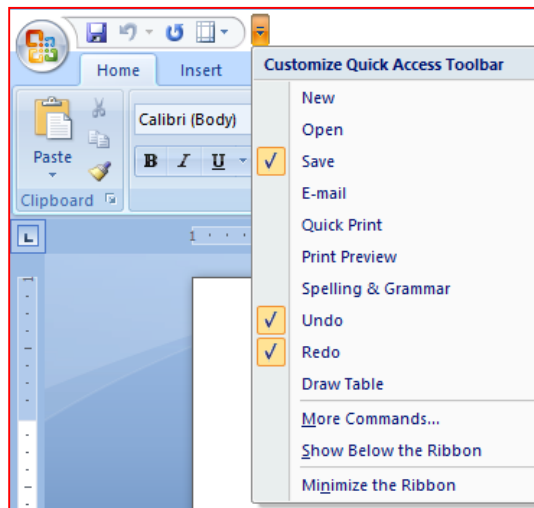 Home Insert
Customize Quick Access Toolbar
New
Open
Calibri (Body)
Save
Paste
B I U
E-mail
Clipboard
Quick Print
L
1
Print Preview
Spelling & Grammar
Undo
Redo
Draw Table
More Commands...
Show Below the Ribbon
Minimize the Ribbon